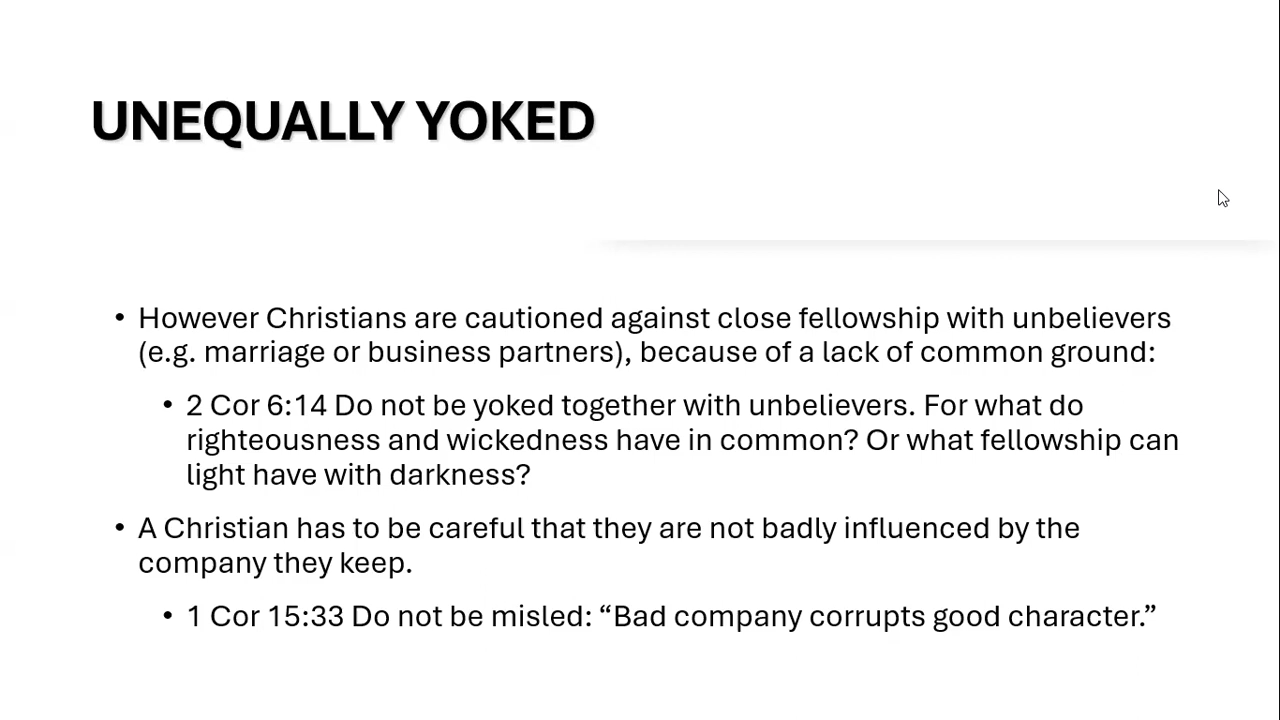 UNEQUALLY YOKED
• However Christians are cautioned against close fellowship with unbelievers
(e.g. marriage or business partners), because of a lack of common ground:
• 2 Cor 6:14 Do not be yoked together with unbelievers. For what do
righteousness and wickedness have in common? Or what fellowship can
light have with darkness?
• A Christian has to be careful that they are not badly influenced by the
company they keep.
• 1 Cor 15:33 Do not be misled: “Bad company corrupts good character.”